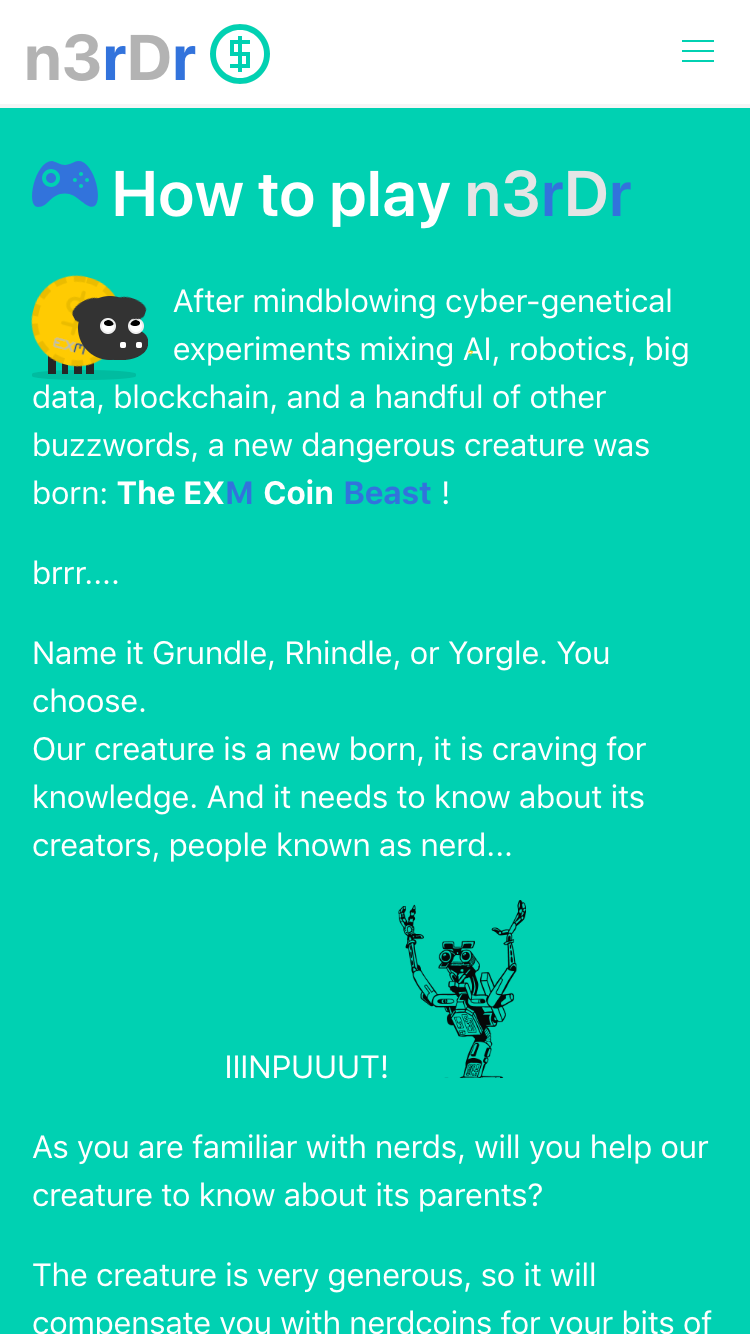 n3rDr
How to play n3rDr
After mindblowing cyber-genetical
experiments mixing AI, robotics, big
data, blockchain, and a handful of other
buzzwords, a new dangerous creature was
born: The EXM Coin Beast !
EXM
brrr....
Name it Grundle, Rhindle, or Yorgle. You
choose.
Our creature is a new born, it is craving for
knowledge. And it needs to know about its
creators, people known as nerd...
IIINPUUUT!
As you are familiar with nerds, will you help our
creature to know about its parents?
The creature is very generous, so it will
compensate you with nerdcoins for your bits of